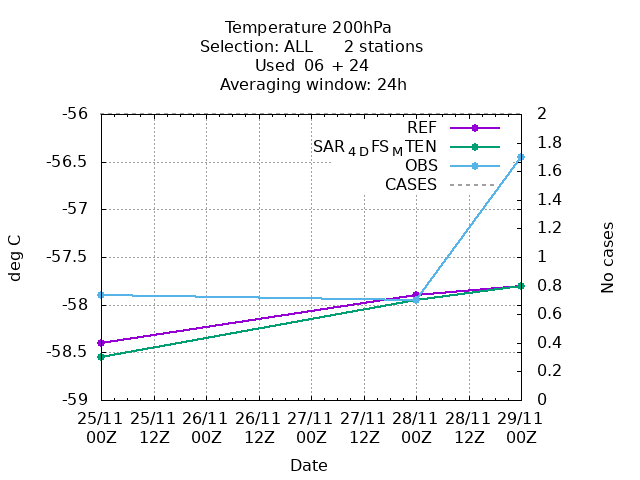 Temperature 200hPa
Selection: ALL      2 stations
Used  06 + 24
Averaging window: 24h
-56
-56.5
-57
-57.5
-58
-58.5
-59
deg C
REF
SAR4DFSMTEN
OBS
CASES
2
1.8
1.6
1.4
1.2
1
0.8
0.6
0.4
0.2
0
No cases
25/11 25/11 26/11 26/11 27/11 27/11 28/11 28/11 29/11
00Z 12Z 00Z 12Z 00Z 12Z 00Z 12Z 00Z
Date